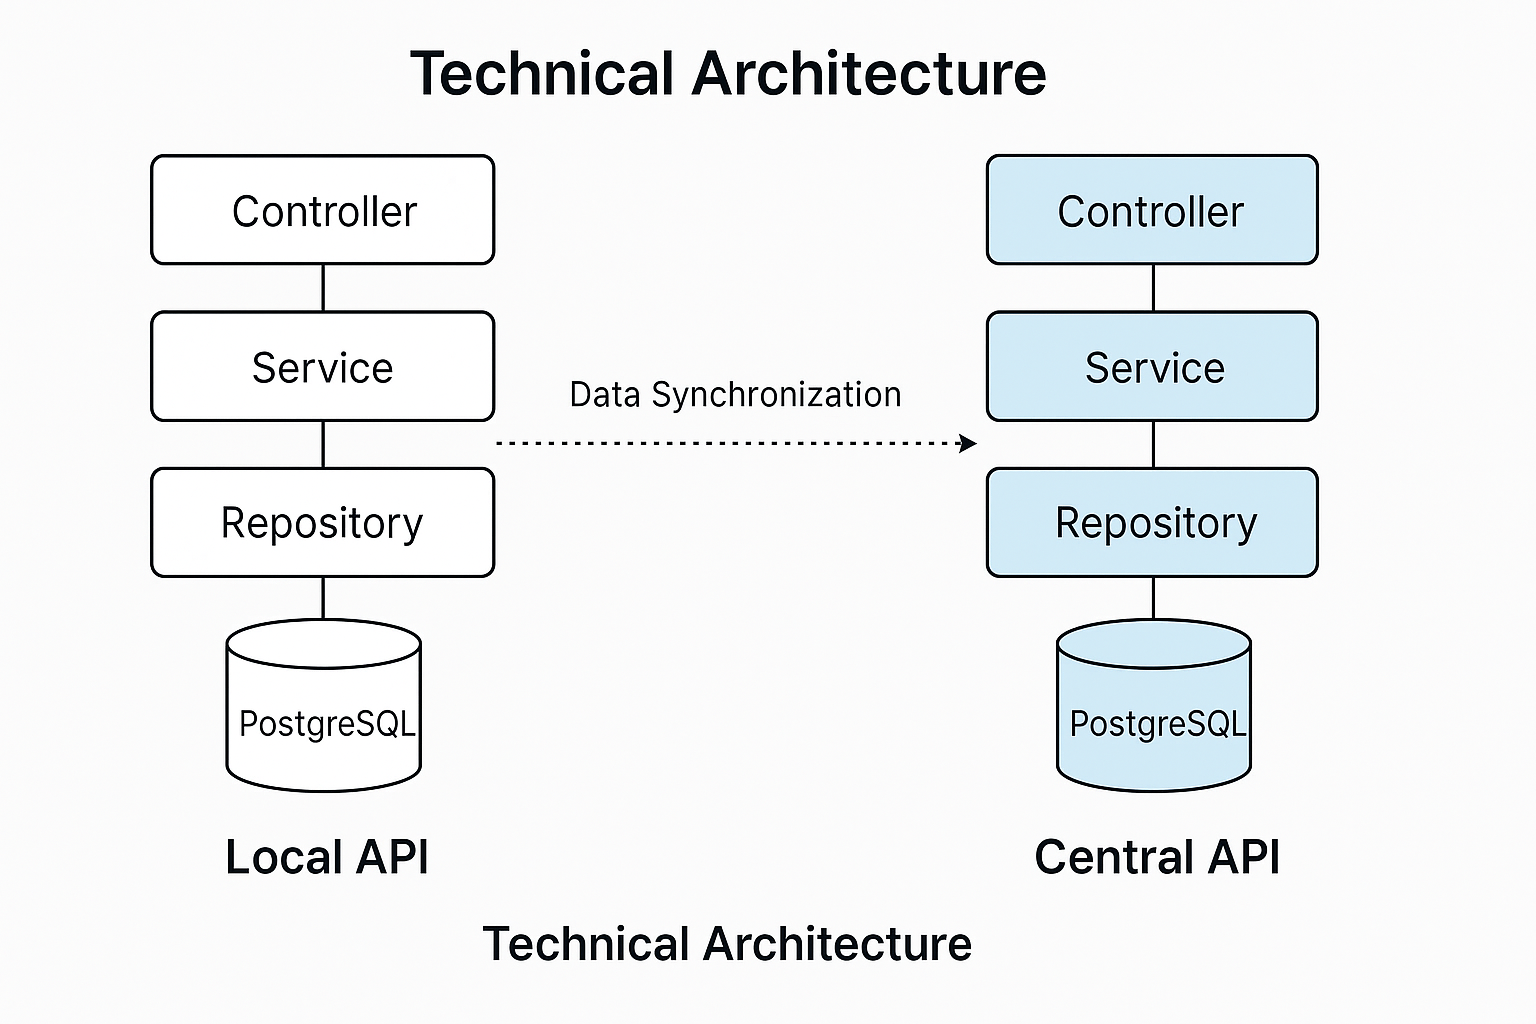 Technical Architecture
Controller
Service
Repository
PostgreSQL
Local API
Data Synchronization
Controller
Service
Repository
PostgreSQL
Central API
Technical Architecture